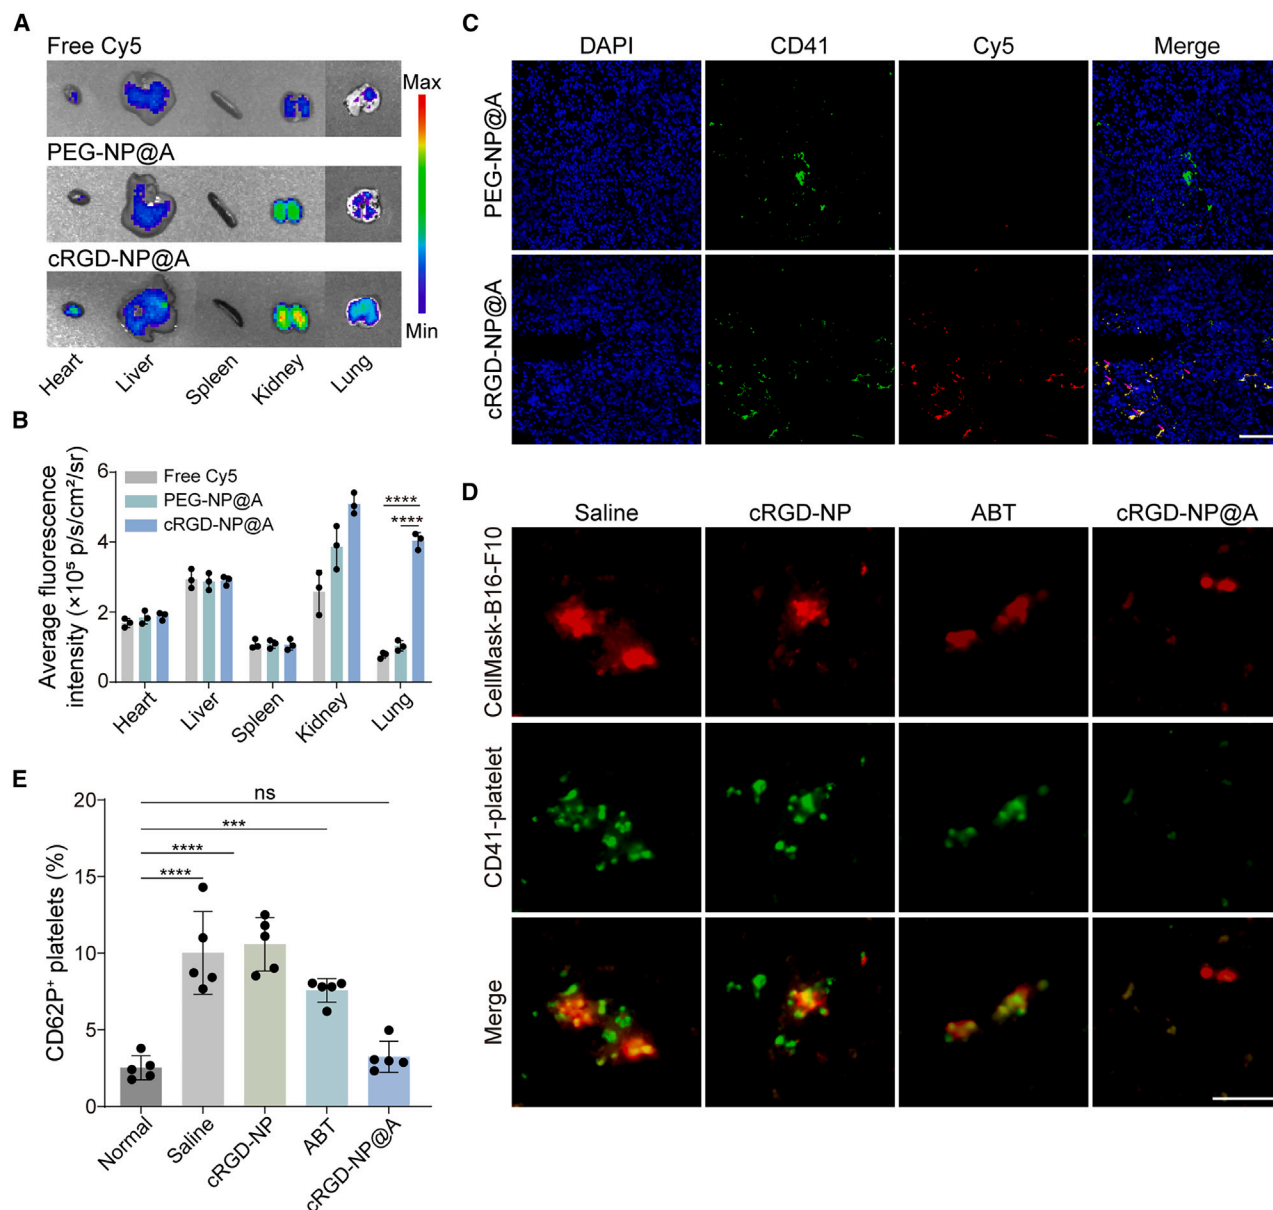 A
Free Cy5
PEG-NP@A
cRGD-NP@A
Max
Min
Heart
Liver
Spleen
Kidney
Lung
B
Average fluorescence
intensity (×10⁵ p/s/cm²/sr)
6
4
2
0
Free Cy5
PEG-NP@A
cRGD-NP@A
****
****
Heart
Liver
Spleen
Kidney
Lung
C
DAPI
CD41
Cy5
Merge
PEG-NP@A
cRGD-NP@A
D
Saline
cRGD-NP
ABT
cRGD-NP@A
CellMask-B16-F10
CD41-platelet
Merge
E
CD62P⁺ platelets (%)
20
15
10
5
0
ns
***
****
****
Normal
Saline
cRGD-NP
ABT
cRGD-NP@A